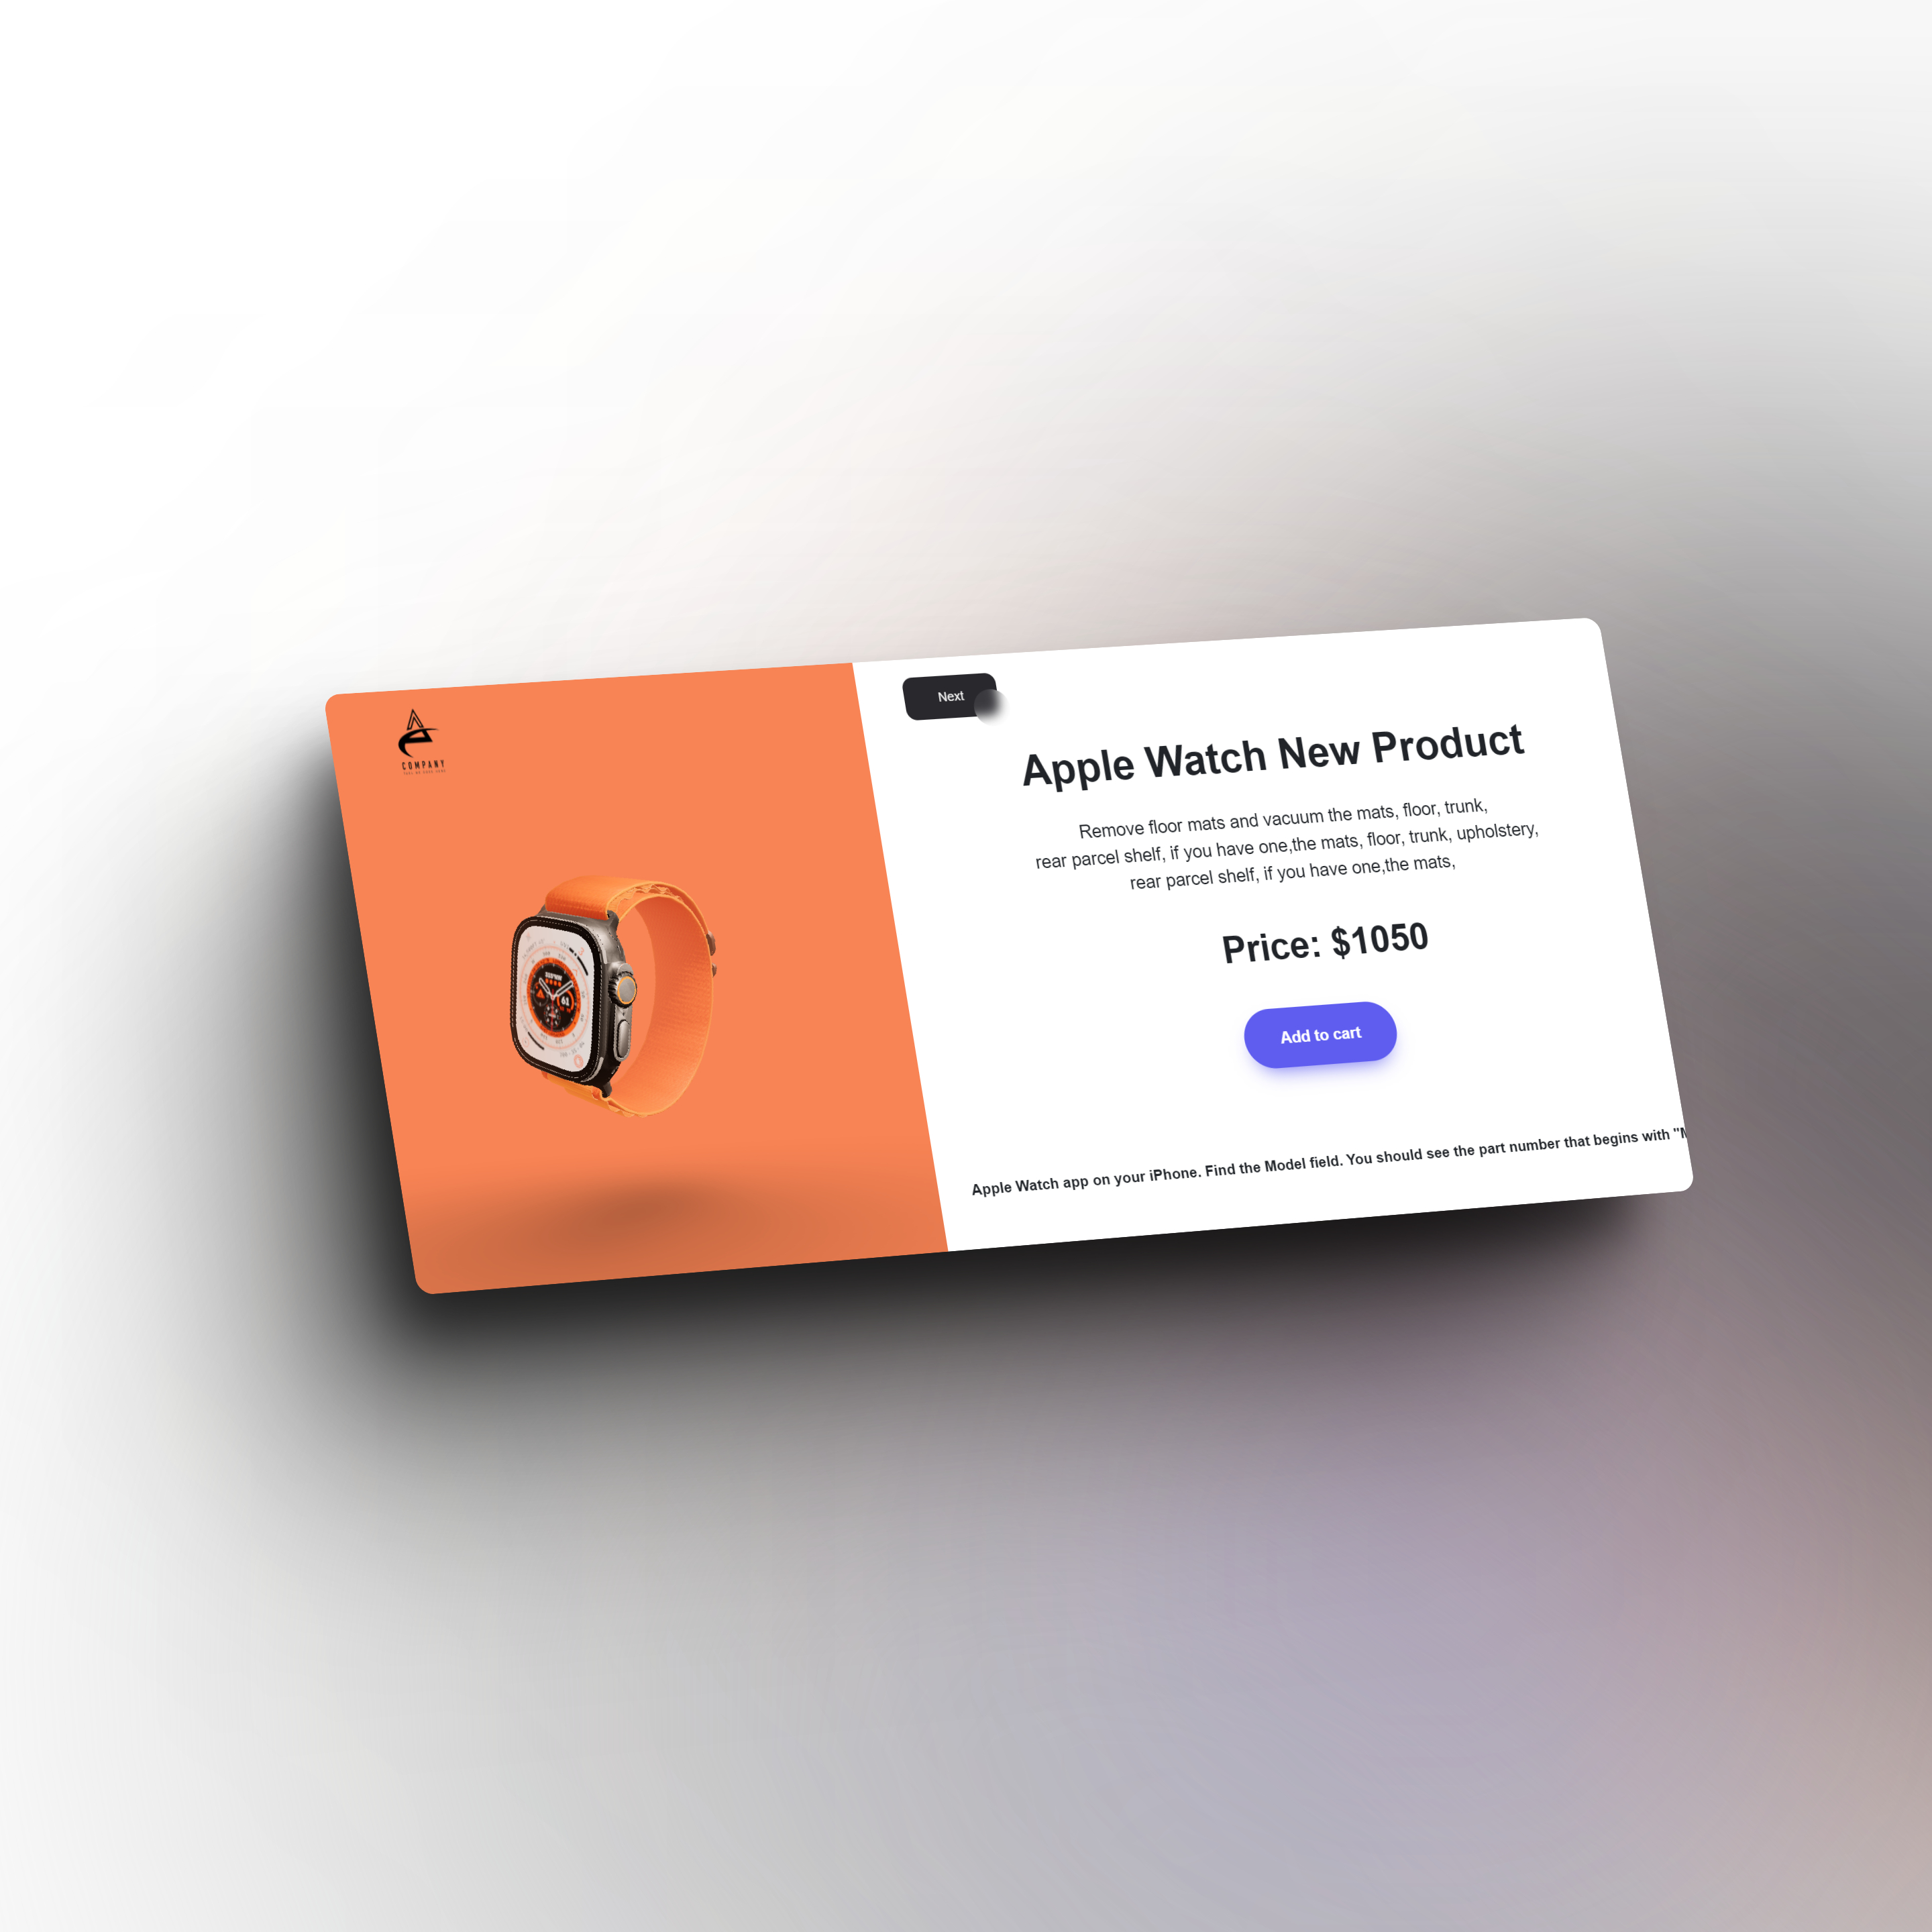 COMPANY
Next
Apple Watch New Product
Remove floor mats and vacuum the mats, floor, trunk,
rear parcel shelf, if you have one,the mats, floor, trunk, upholstery,
rear parcel shelf, if you have one,the mats,
Price: $1050
Add to cart
Apple Watch app on your iPhone. Find the Model field. You should see the part number that begins with "M